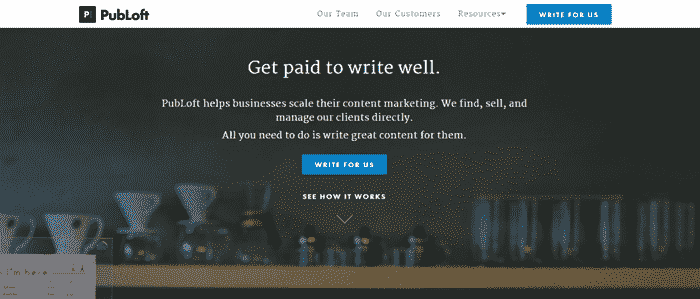 PubLoft
Our Team Our Customers Resources WRITE FOR US
Get paid to write well.
PubLoft helps businesses scale their content marketing. We find, sell, and
manage our clients directly.
All you need to do is write great content for them.
WRITE FOR US
SEE HOW IT WORKS
I'm here